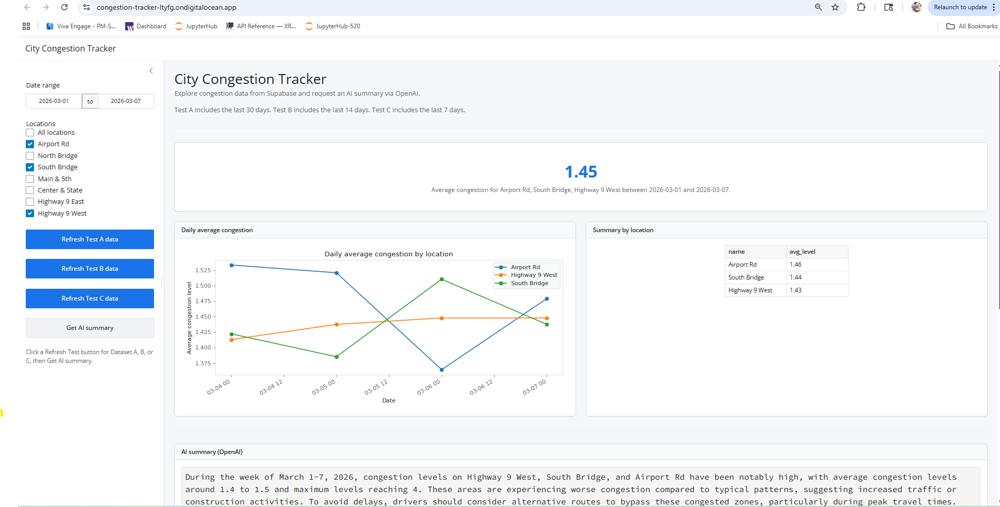 congestion-tracker-ltyfg.ondigitalocean.app
Relaunch to update
Viva Engage - PM-S...
Dashboard
JupyterHub
API Reference — XR...
JupyterHub-520
All Bookmarks
City Congestion Tracker
Date range
2026-03-01 to 2026-03-07
Locations
All locations
Airport Rd
North Bridge
South Bridge
Main & 5th
Center & State
Highway 9 East
Highway 9 West
Refresh Test A data
Refresh Test B data
Refresh Test C data
Get AI summary
Click a Refresh Test button for Dataset A, B, or
C, then Get AI summary.
City Congestion Tracker
Explore congestion data from Supabase and request an AI summary via OpenAI.
Test A includes the last 30 days. Test B includes the last 14 days. Test C includes the last 7 days.
1.45
Average congestion for Airport Rd, South Bridge, Highway 9 West between 2026-03-01 and 2026-03-07.
Daily average congestion
Daily average congestion by location
Average congestion level
1.525
1.500
1.475
1.450
1.425
1.400
1.375
Airport Rd
Highway 9 West
South Bridge
03-04 00
03-04 12
03-05 00
03-05 12
03-06 00
03-06 12
03-07 00
Date
Summary by location
name avg_level
Airport Rd 1.46
South Bridge 1.44
Highway 9 West 1.43
AI summary (OpenAI)
During the week of March 1-7, 2026, congestion levels on Highway 9 West, South Bridge, and Airport Rd have been notably high, with average congestion levels
around 1.4 to 1.5 and maximum levels reaching 4. These areas are experiencing worse congestion compared to typical patterns, suggesting increased traffic or
construction activities. To avoid delays, drivers should consider alternative routes to bypass these congested zones, particularly during peak travel times.